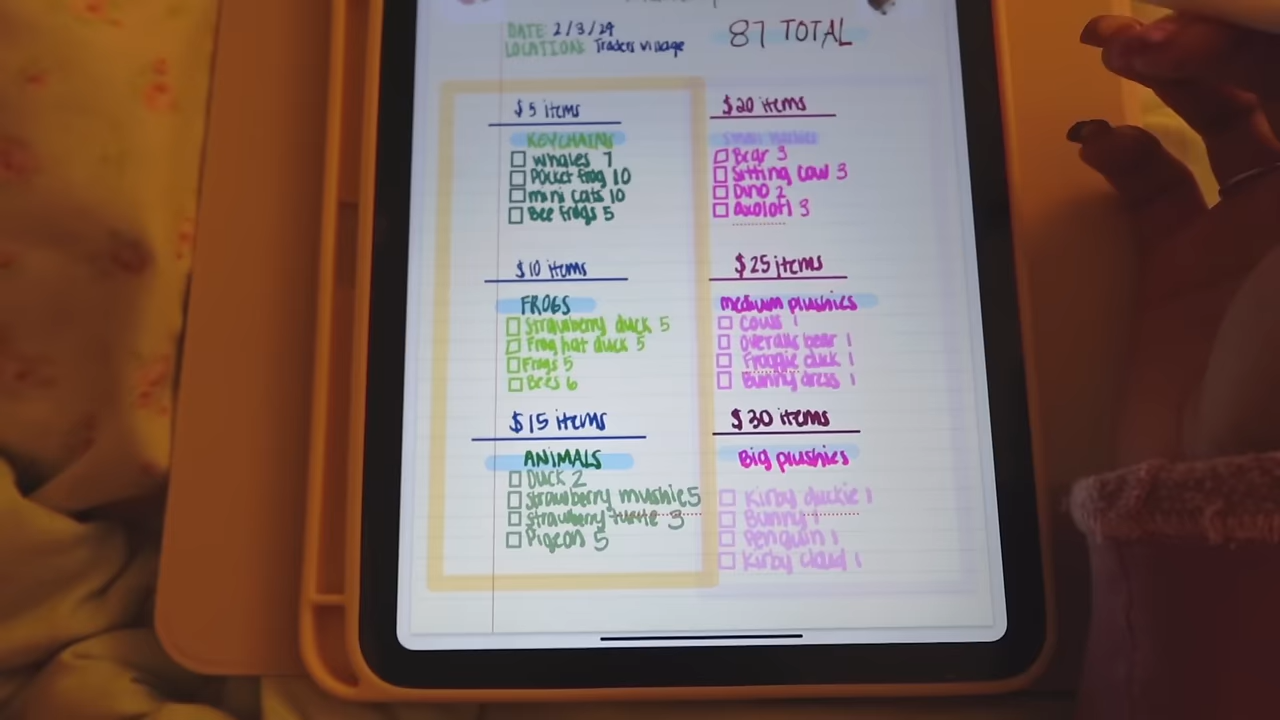 DATE: 2/3/24
LOCATION: Traders village
87 TOTAL
$5 items
KEYCHAINS
whales 7
Pocket frog 10
mini cats 10
Bee Frogs 5
$10 items
FROGS
Strawberry duck 5
Frog hat duck 5
Frogs 5
Bees 6
$15 items
ANIMALS
Duck 2
Strawberry mushie 5
Strawberry turtle 3
Pigeon 5
$20 items
Bear 3
Sitting cow 3
Dino 2
axolotl 3
$25 items
medium plushies
Cows 1
overalls bear 1
Froggie duck 1
Bunny dress 1
$30 items
Big plushies
Kirby duckie 1
Bunny 1
Penguin 1
Kirby cloud 1